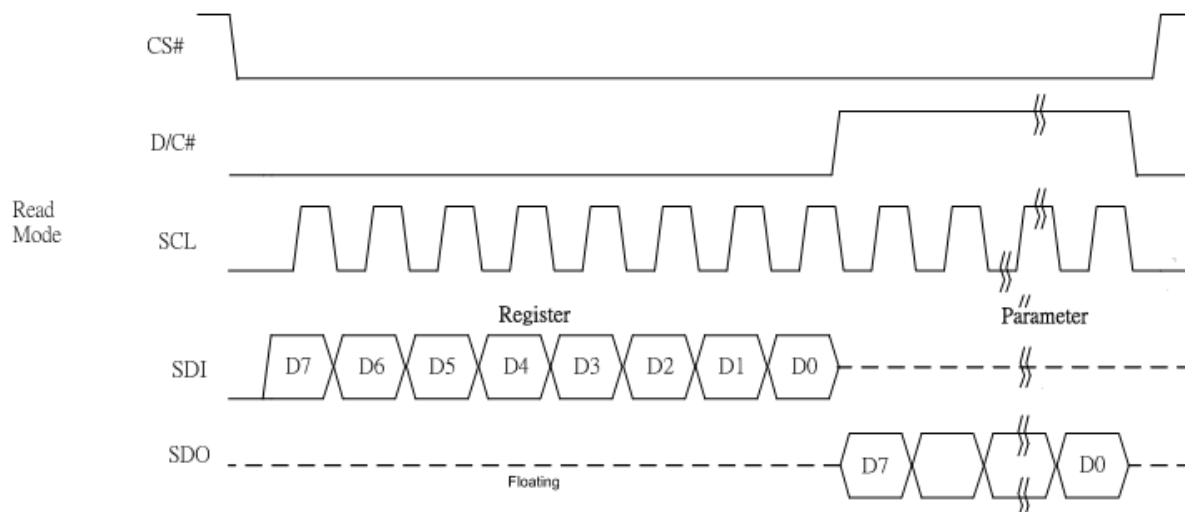 CS#
D/C#
Read
Mode
SCL
Register
Parameter
SDI
D7 D6 D5 D4 D3 D2 D1 D0
SDO
Floating
D7 D0